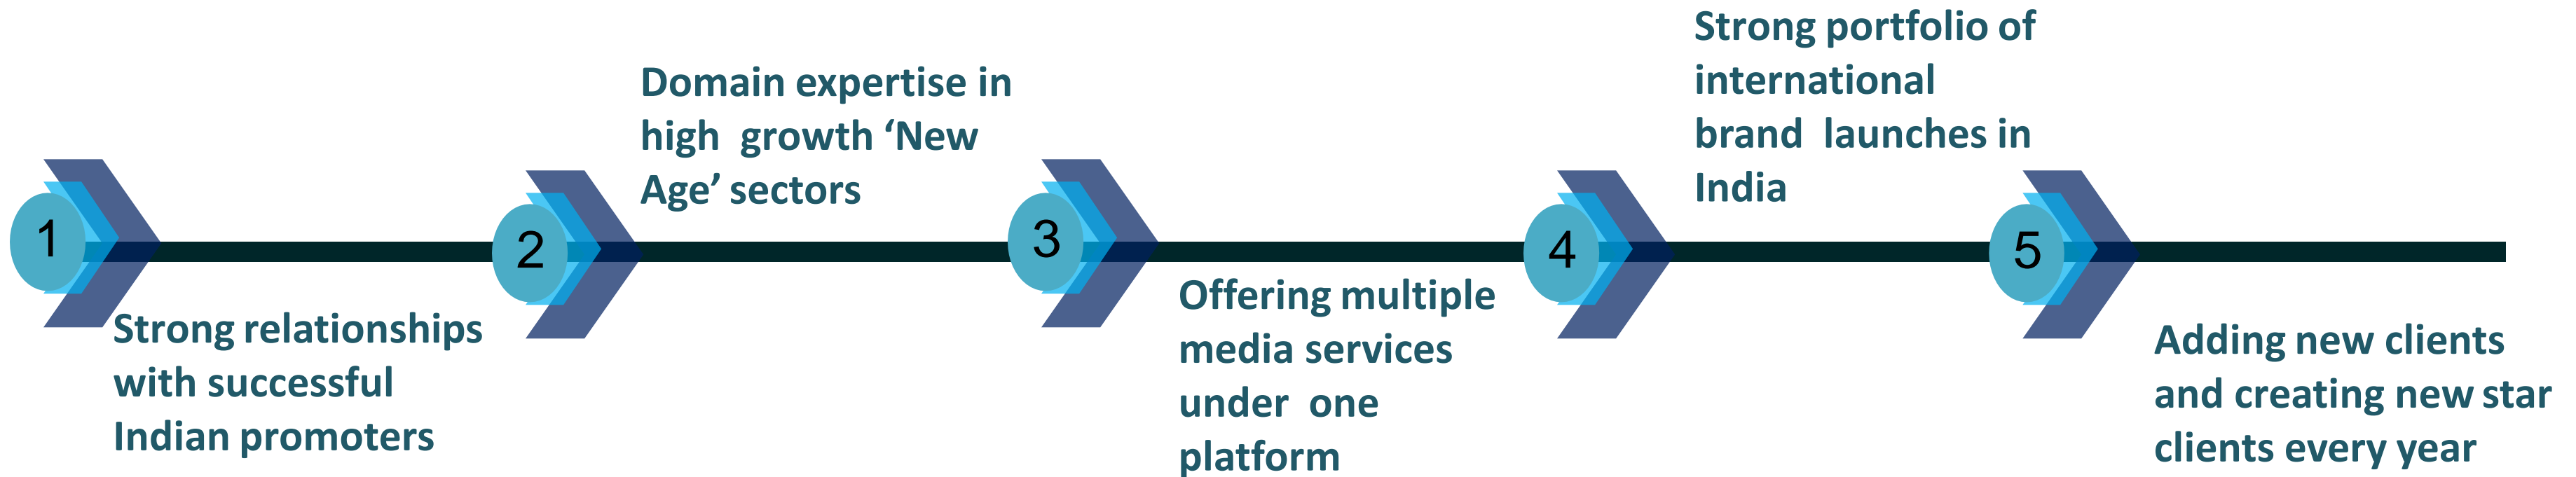 1
Strong relationships
with successful
Indian promoters
2
Domain expertise in
high growth ‘New
Age’ sectors
3
Offering multiple
media services
under one
platform
4
Strong portfolio of
international
brand launches in
India
5
Adding new clients
and creating new star
clients every year